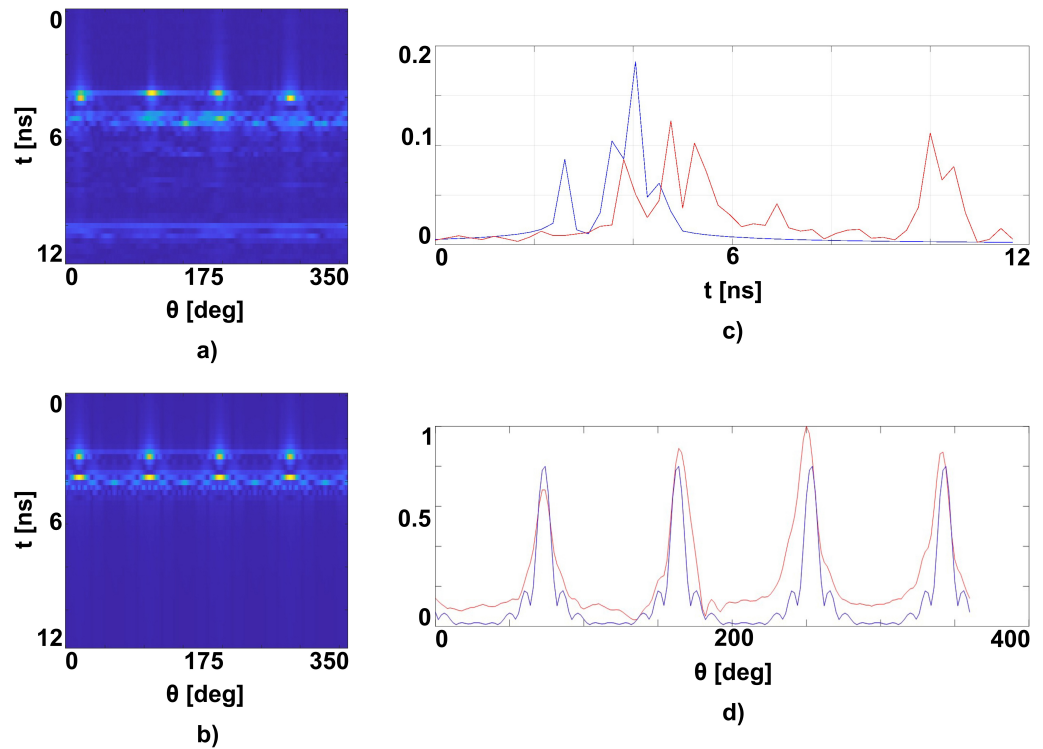 0
t [ns]
6
12
0 175 350
θ [deg]
a)
0.2
0.1
0
0 6 12
t [ns]
c)
0
t [ns]
6
12
0 175 350
θ [deg]
b)
1
0.5
0
0 200 400
θ [deg]
d)